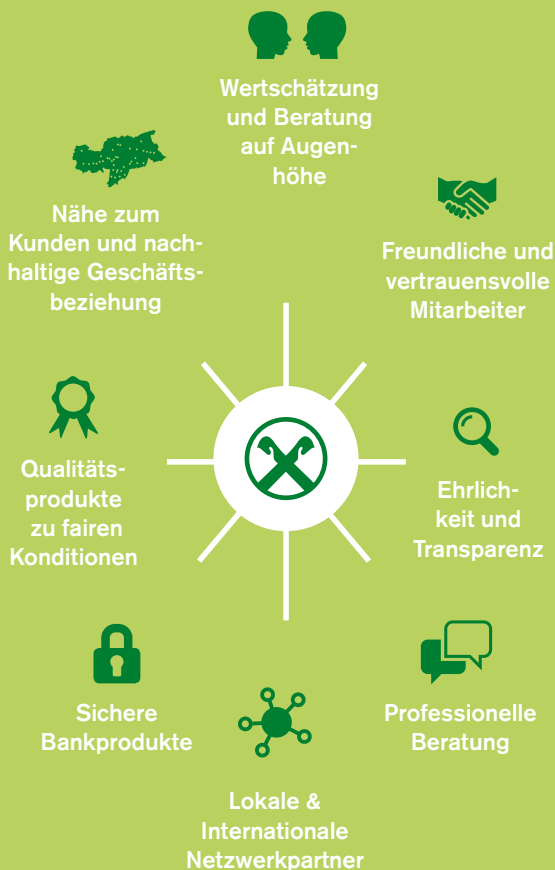 Wertschätzung
und Beratung
auf Augen-
höhe
Nähe zum
Kunden und nach-
haltige Geschäfts-
beziehung
Freundliche und
vertrauensvolle
Mitarbeiter
Qualitäts-
produkte
zu fairen
Konditionen
Ehrlich-
keit und
Transparenz
Sichere
Bankprodukte
Professionelle
Beratung
Lokale &
Internationale
Netzwerkpartner